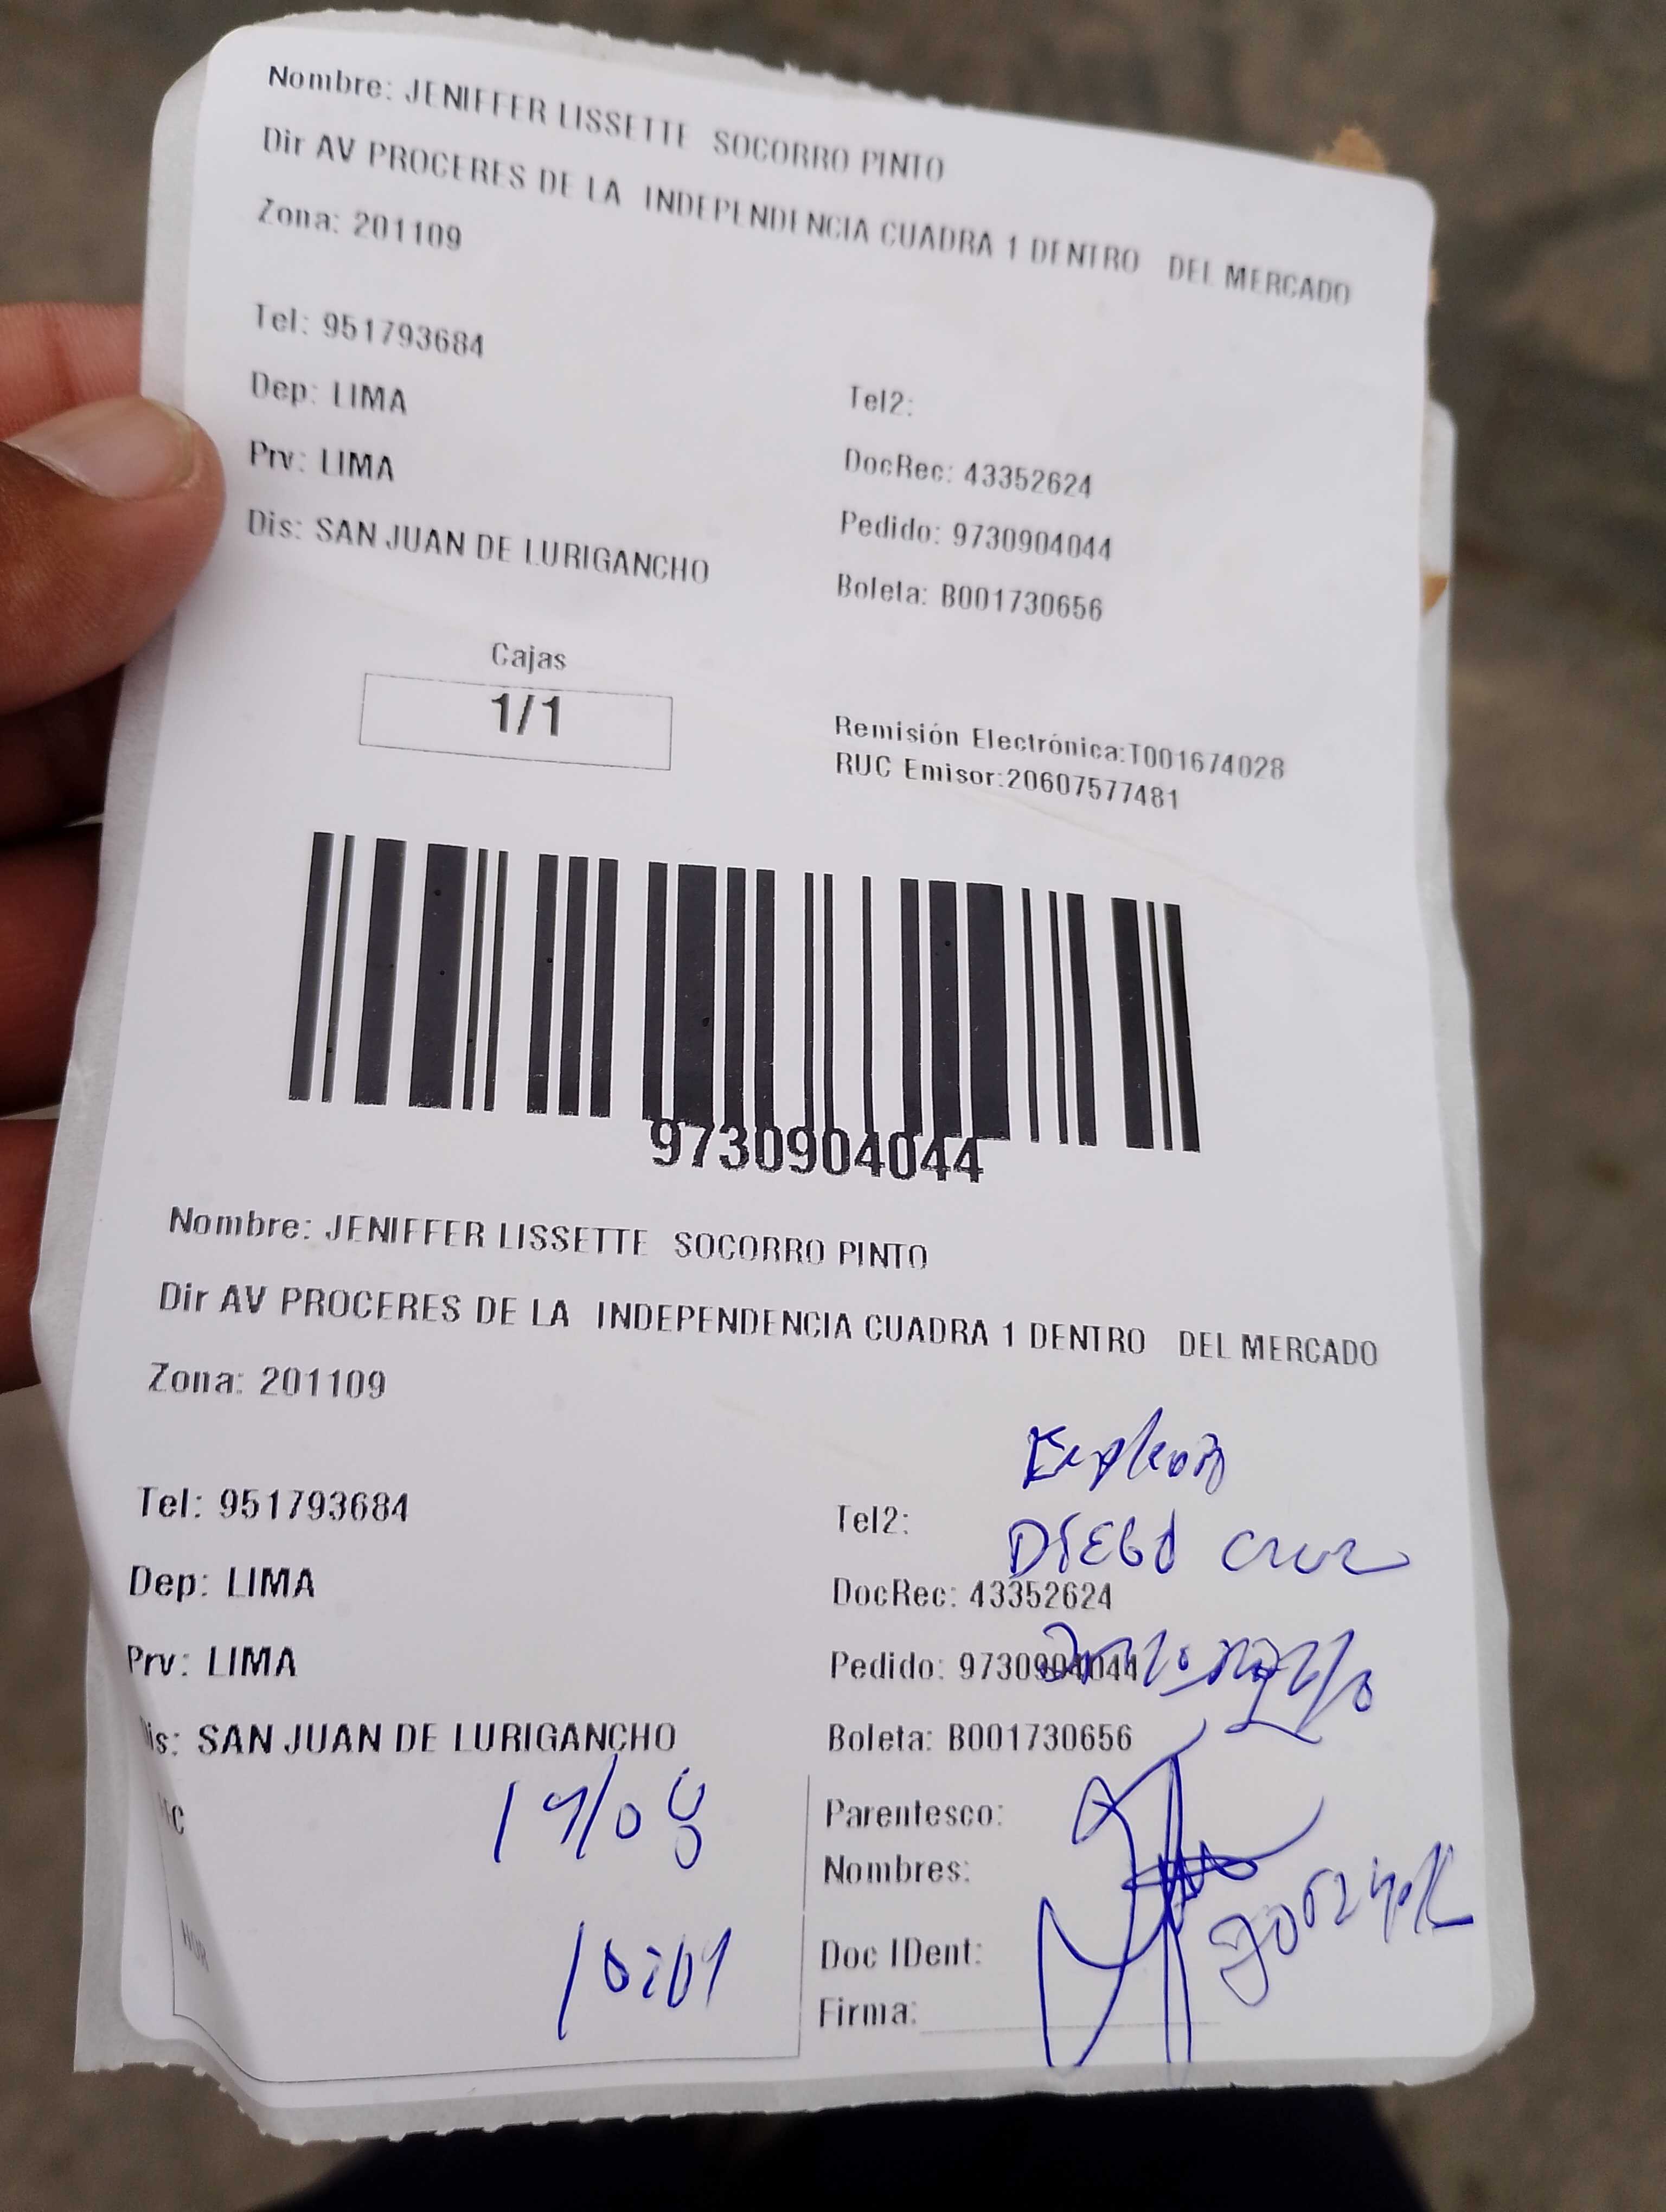 Nombre: JENIFFER LISSETTE SOCORRO PINTO
Dir AV PROCERES DE LA INDEPENDENCIA CUADRA 1 DENTRO DEL MERCADO
Zona: 201109
Tel: 951793684
Tel2:
Dep: LIMA
DocRec: 43352624
Prv: LIMA
Pedido: 9730904044
Dis: SAN JUAN DE LURIGANCHO
Boleta: B001730656
Cajas
1/1
Remisión Electrónica:T001674028
RUC Emisor:20607577481
9730904044
Nombre: JENIFFER LISSETTE SOCORRO PINTO
Dir AV PROCERES DE LA INDEPENDENCIA CUADRA 1 DENTRO DEL MERCADO
Zona: 201109
Tel: 951793684
Tel2:
DIEGO Cruz
Dep: LIMA
DocRec: 43352624
Prv: LIMA
Pedido: 9730904044
is: SAN JUAN DE LURIGANCHO
Boleta: B001730656
Parentesco:
Nombres:
Doc IDent:
Firma: